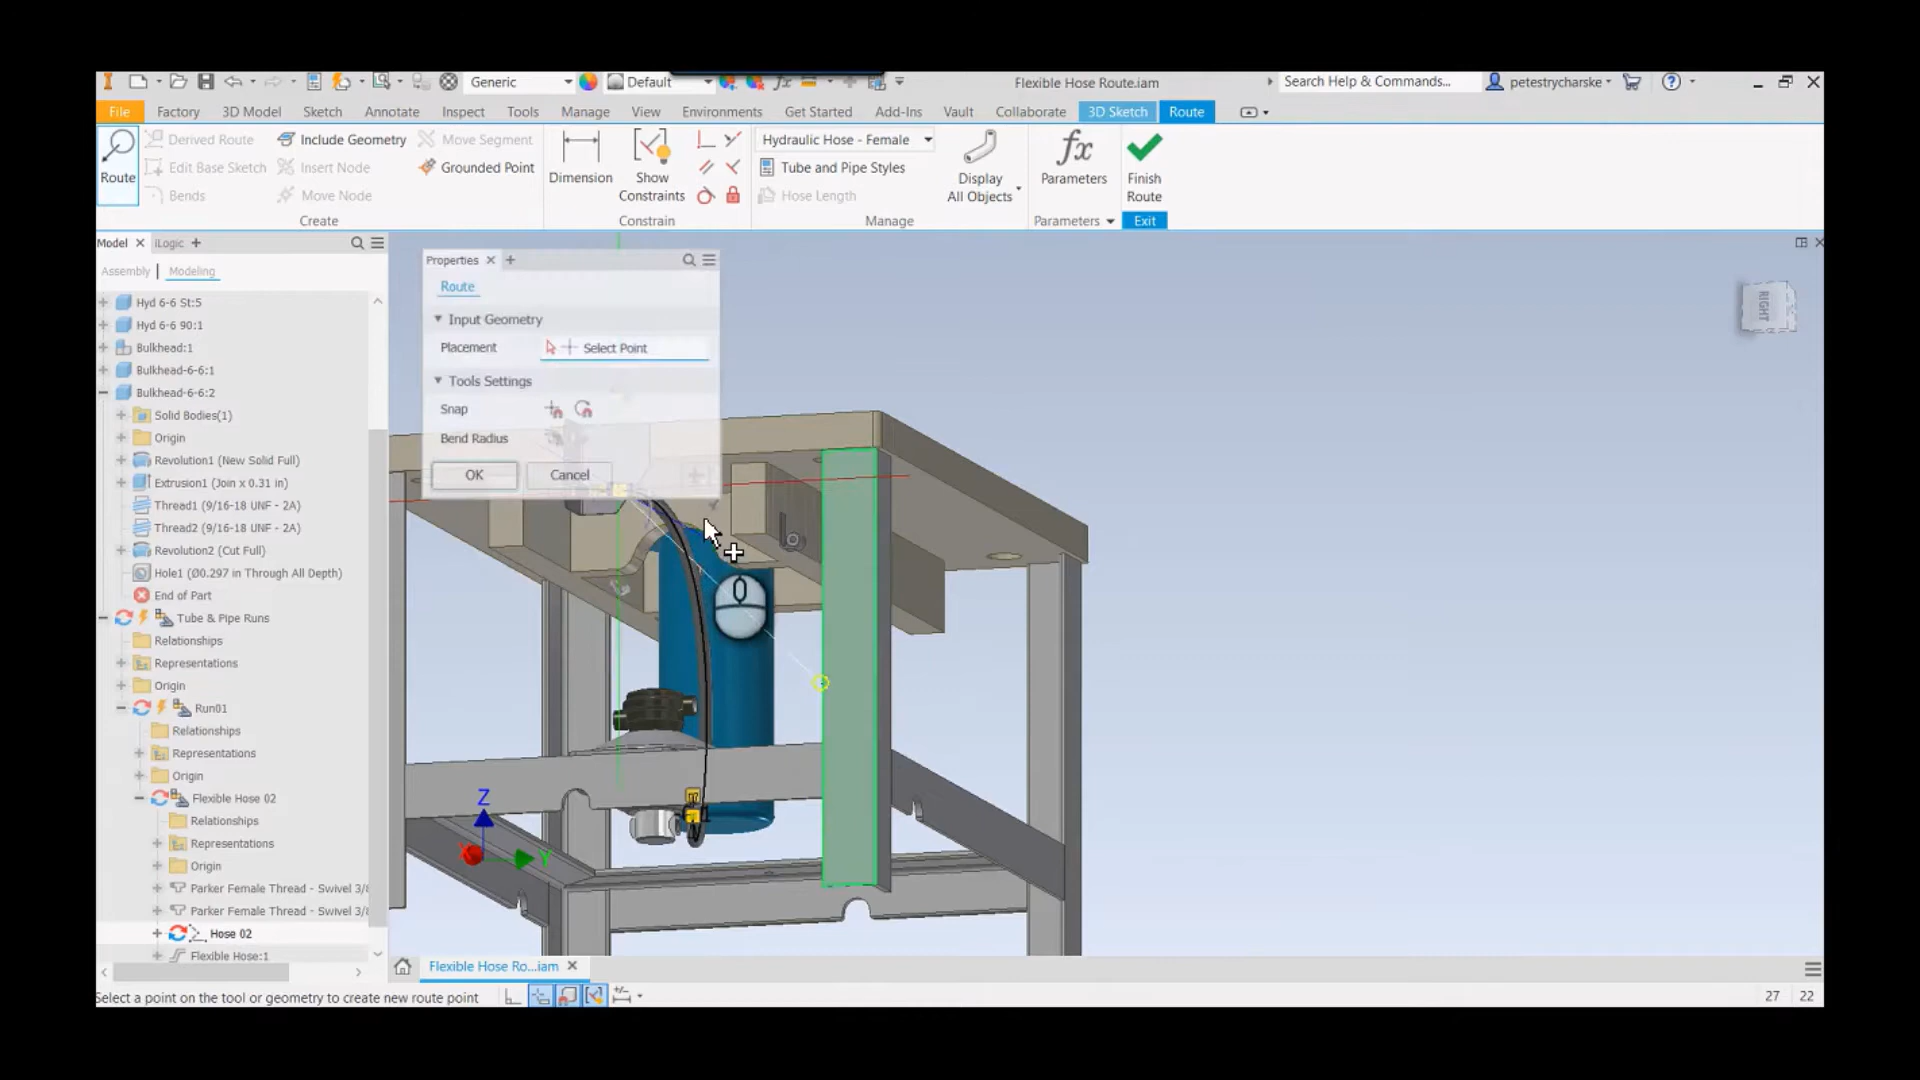 Generic
Default
Flexible Hose Route.iam
Search Help & Commands...
petestrycharske
File
Factory
3D Model
Sketch
Annotate
Inspect
Tools
Manage
View
Environments
Get Started
Add-Ins
Vault
Collaborate
3D Sketch
Route
Route
Derived Route
Edit Base Sketch
Bends
Include Geometry
Insert Node
Move Node
Move Segment
Grounded Point
Create
Dimension
Show
Constraints
Constrain
Hydraulic Hose - Female
Tube and Pipe Styles
Hose Length
Display
All Objects
Manage
fx
Parameters
Parameters
Finish
Route
Exit
Model
iLogic
Assembly
Modeling
Hyd 6-6 St:5
Hyd 6-6 90:1
Bulkhead:1
Bulkhead-6-6:1
Bulkhead-6-6:2
Solid Bodies(1)
Origin
Revolution1 (New Solid Full)
Extrusion1 (Join x 0.31 in)
Thread1 (9/16-18 UNF - 2A)
Thread2 (9/16-18 UNF - 2A)
Revolution2 (Cut Full)
Hole1 (Ø0.297 in Through All Depth)
End of Part
Tube & Pipe Runs
Relationships
Representations
Origin
Run01
Relationships
Representations
Origin
Flexible Hose 02
Relationships
Representations
Origin
Parker Female Thread - Swivel 3/8
Parker Female Thread - Swivel 3/8
Hose 02
Flexible Hose:1
Properties
Route
Input Geometry
Placement
Select Point
Tools Settings
Snap
Bend Radius
OK
Cancel
RIGHT
Z
Y
Flexible Hose Ro...iam
Select a point on the tool or geometry to create new route point
27
22